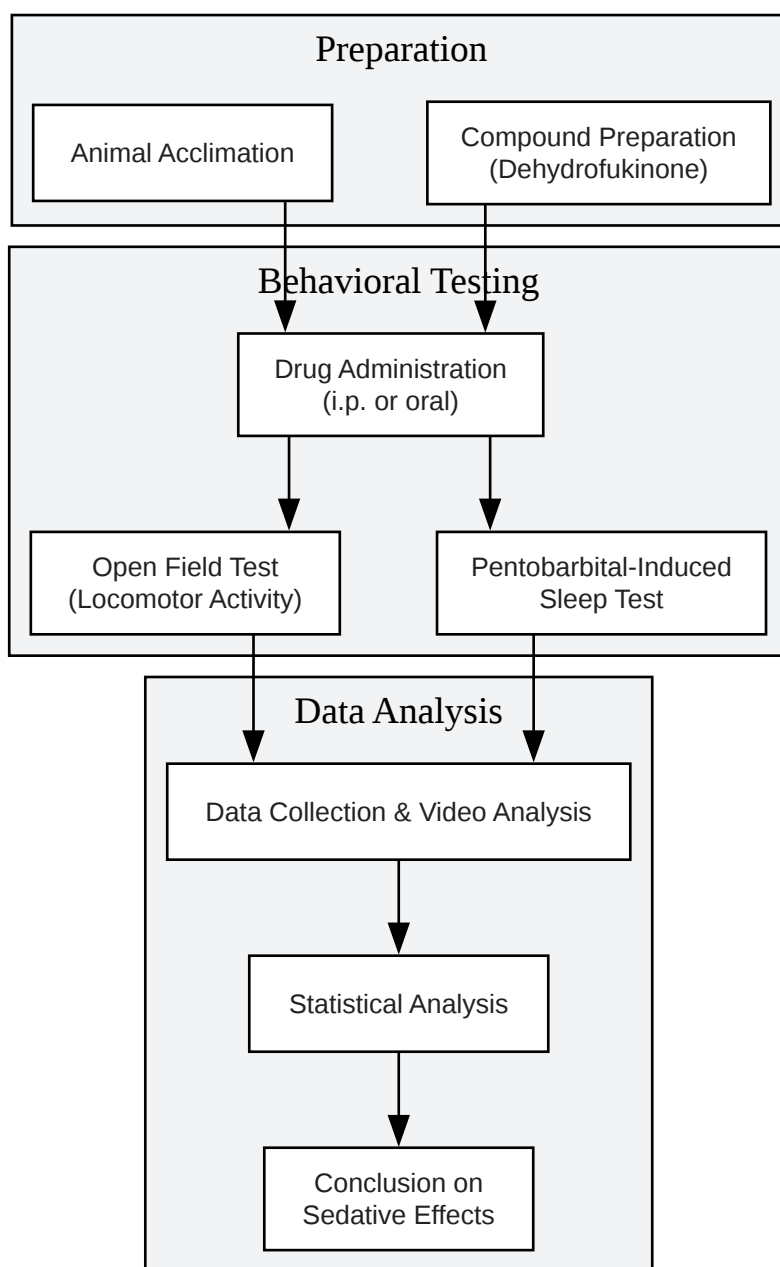 Preparation
Animal Acclimation
Compound Preparation
(Dehydrofukinone)
Behavioral Testing
Drug Administration
(i.p. or oral)
Open Field Test
(Locomotor Activity)
Pentobarbital-Induced
Sleep Test
Data Analysis
Data Collection & Video Analysis
Statistical Analysis
Conclusion on
Sedative Effects